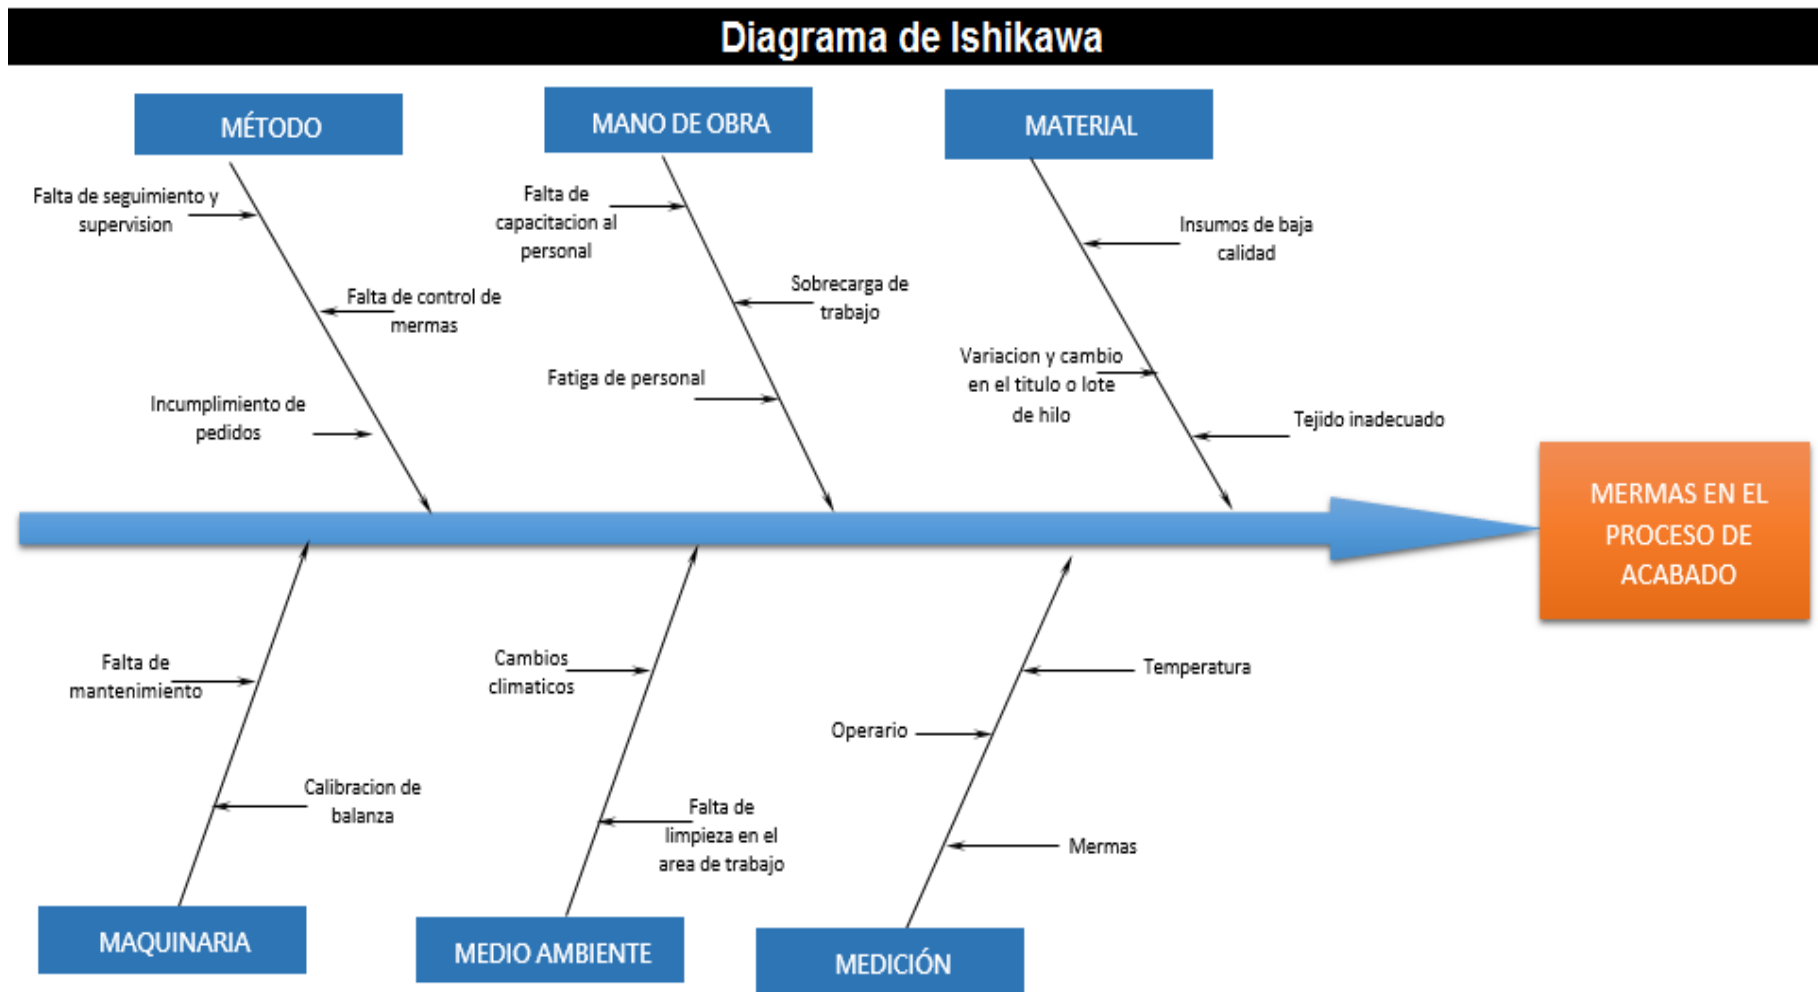 Diagrama de Ishikawa
MÉTODO
MANO DE OBRA
MATERIAL
Falta de seguimiento y
supervision
Falta de control de
mermas
Incumplimiento de
pedidos
Falta de
capacitacion al
personal
Sobrecarga de
trabajo
Fatiga de personal
Insumos de baja
calidad
Variacion y cambio
en el titulo o lote
de hilo
Tejido inadecuado
MERMAS EN EL
PROCESO DE
ACABADO
Falta de
mantenimiento
Calibracion de
balanza
Cambios
climaticos
Falta de
limpieza en el
area de trabajo
Temperatura
Operario
Mermas
MAQUINARIA
MEDIO AMBIENTE
MEDICIÓN